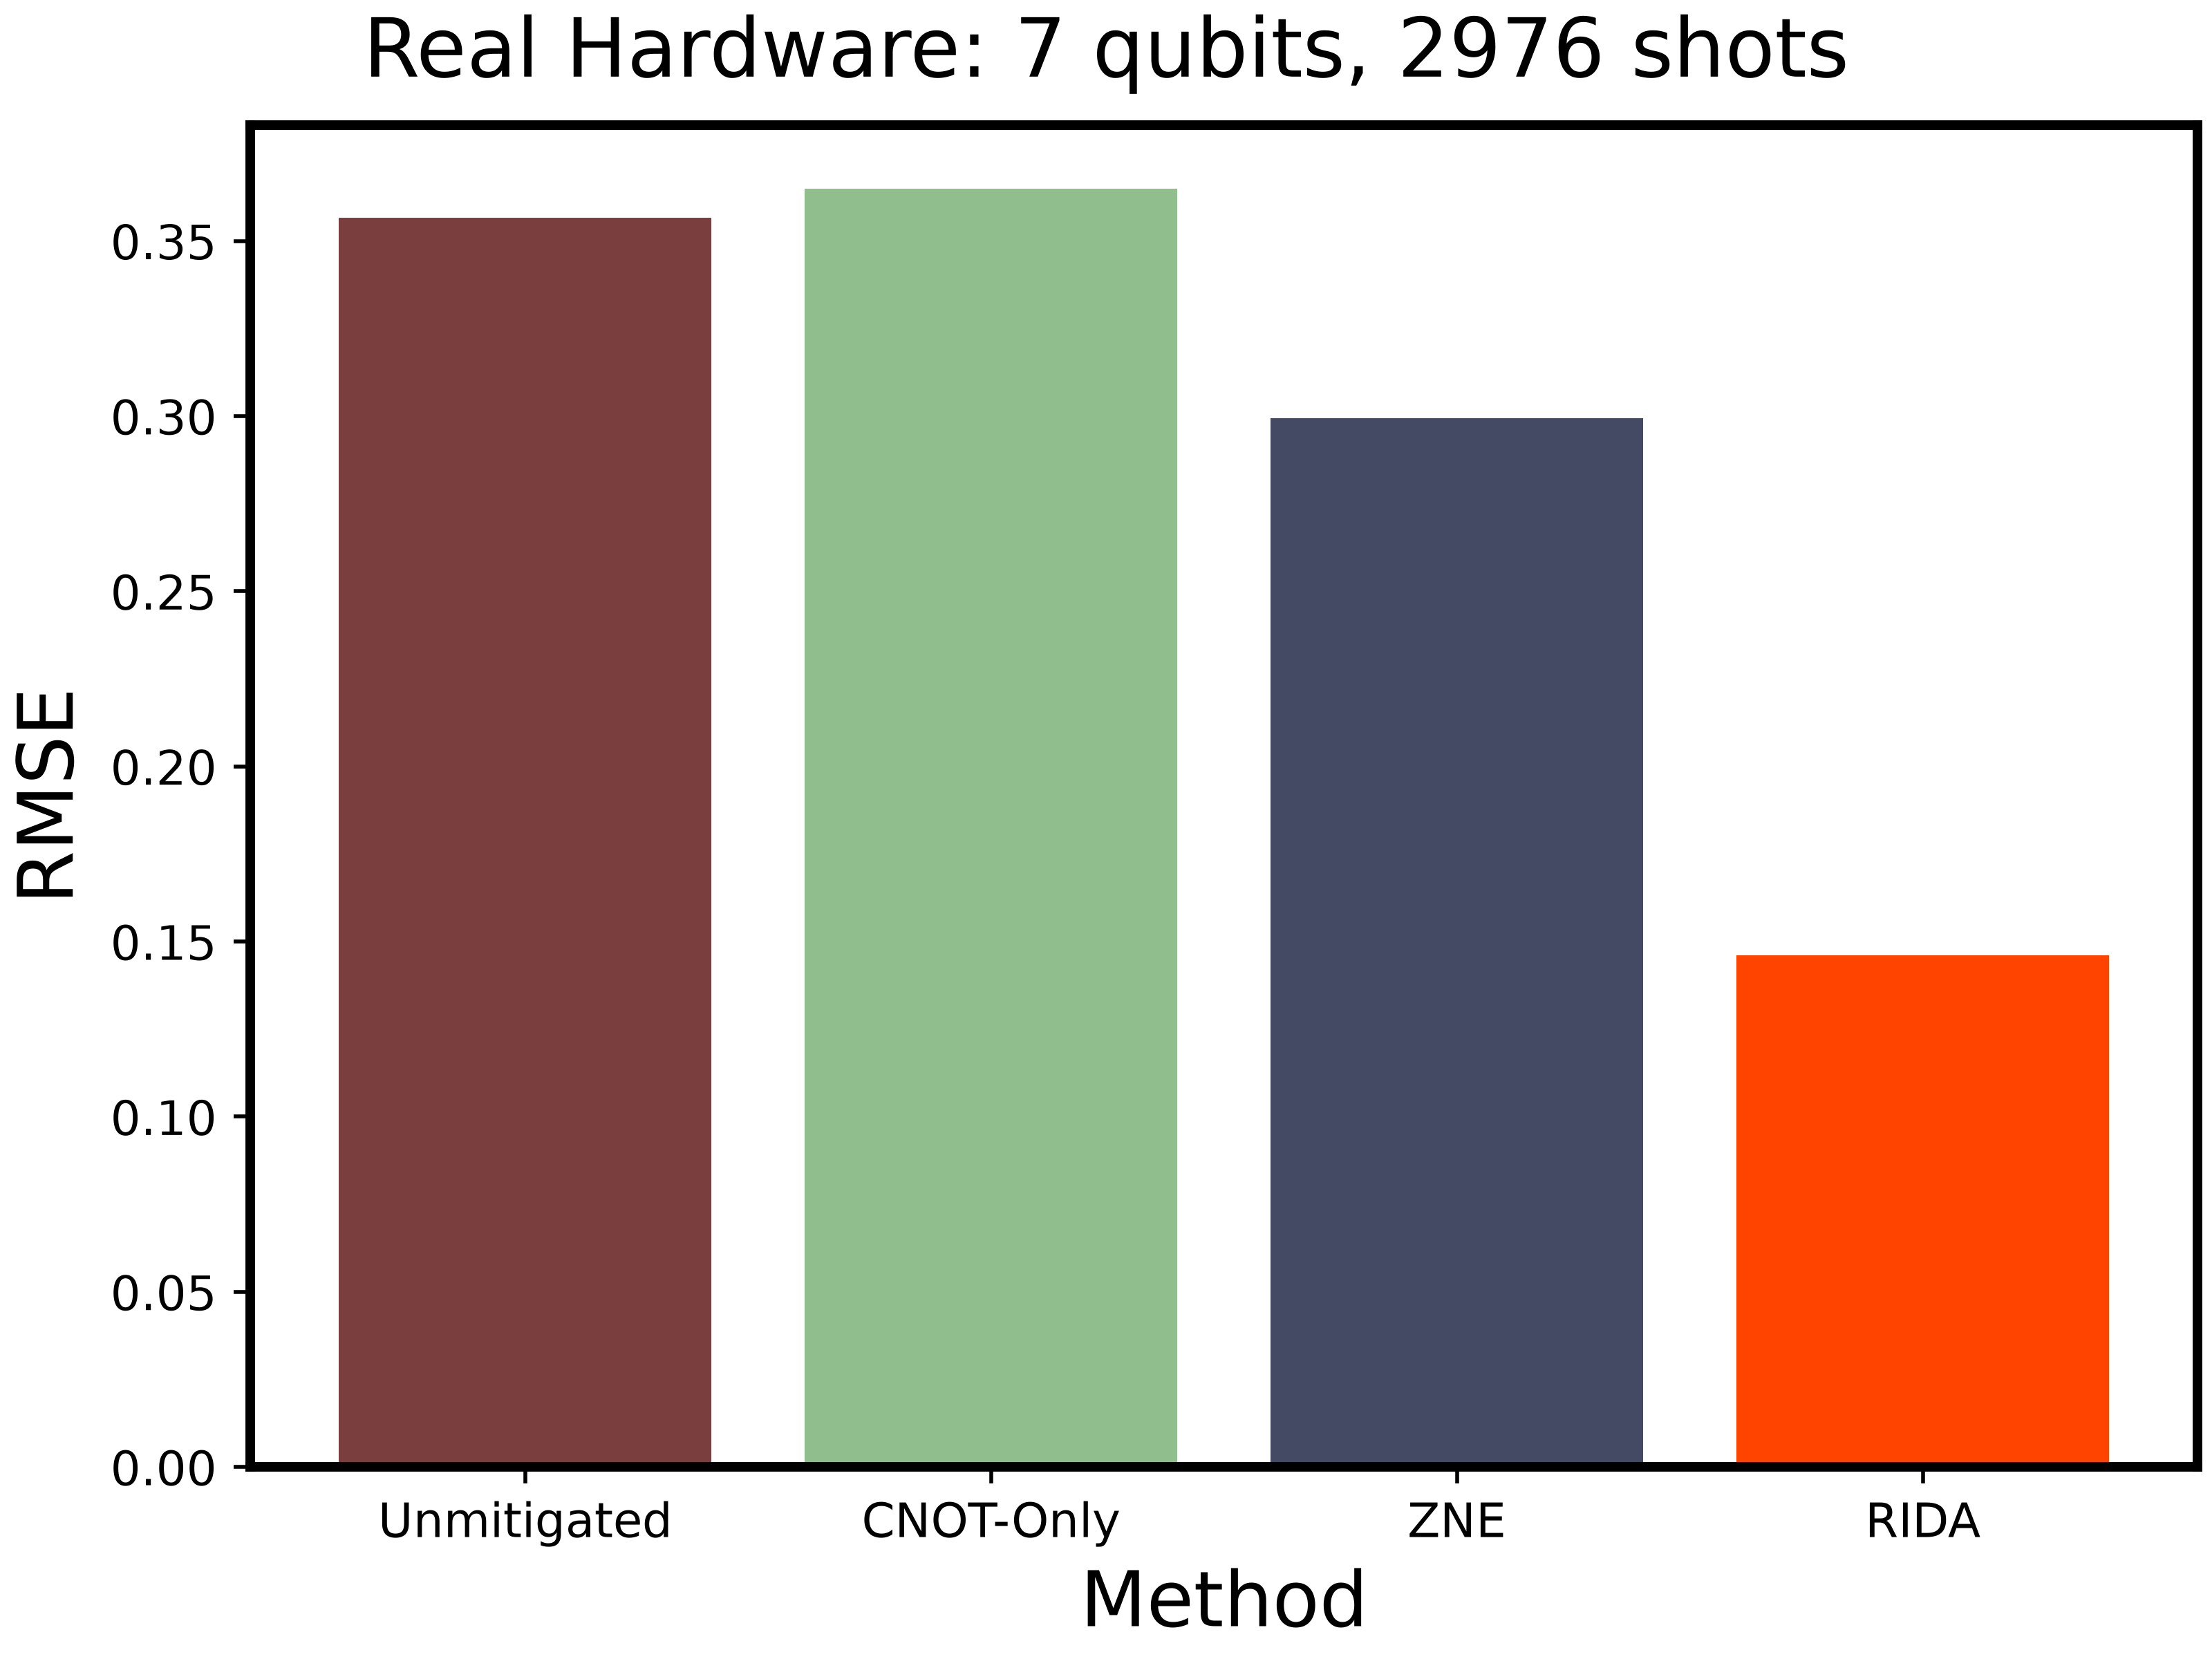 Real Hardware: 7 qubits, 2976 shots
RMSE
0.35
0.30
0.25
0.20
0.15
0.10
0.05
0.00
Unmitigated CNOT-Only ZNE RIDA
Method